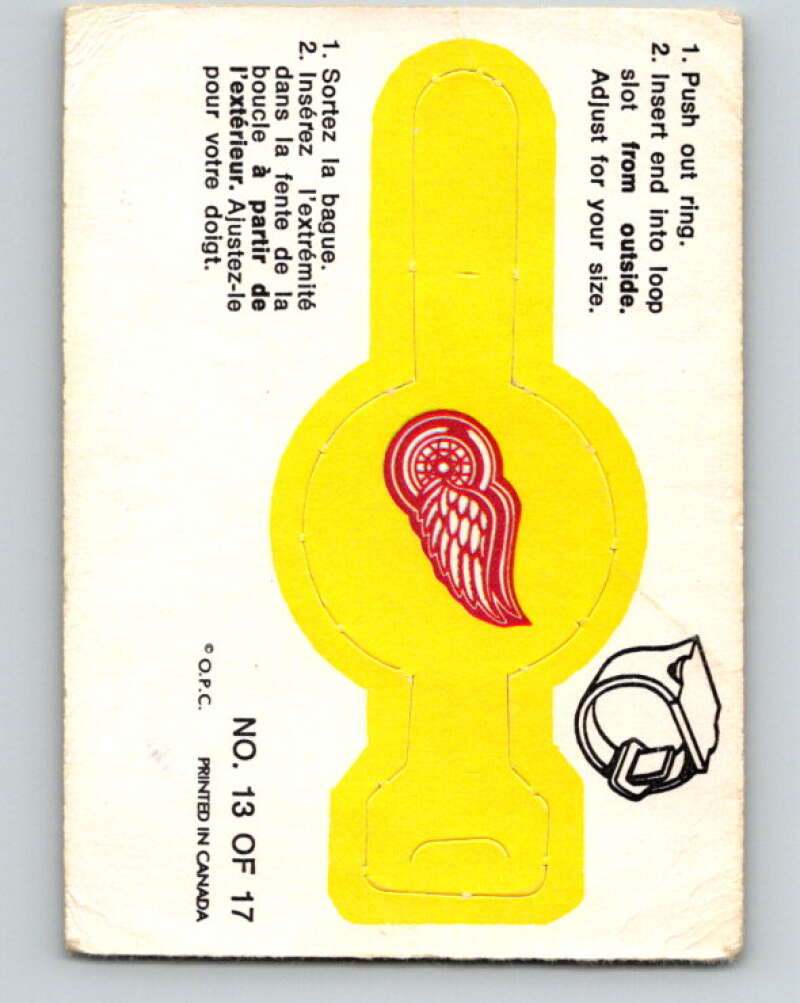 1. Push out ring.
2. Insert end into loop
slot from outside.
Adjust for your size.
1. Sortez la bague.
2. Insérez l'extrémité
dans la fente de la
boucle à partir de
l'extérieur. Ajustez-le
pour votre doigt.
NO. 13 OF 17
© O.P.C. PRINTED IN CANADA